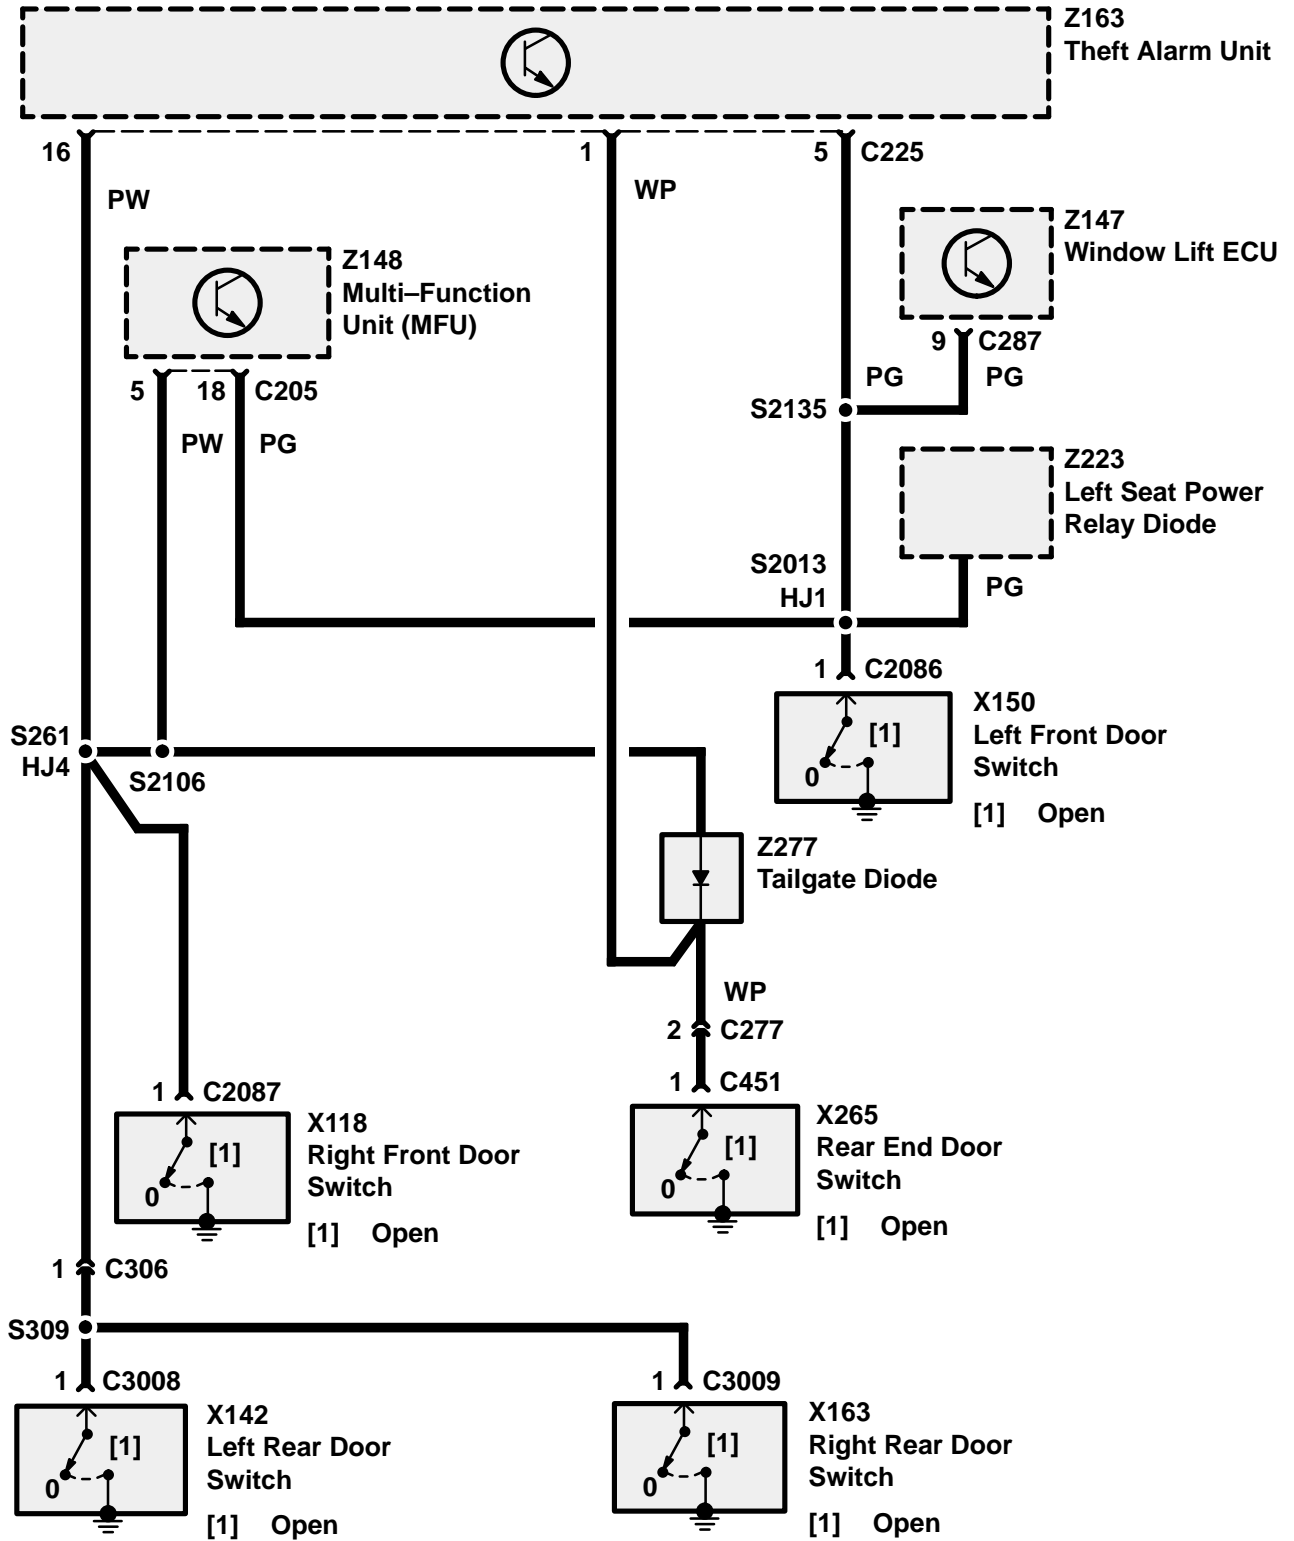 Z163
Theft Alarm Unit
16
1
5 C225
PW
WP
Z148
Multi–Function
Unit (MFU)
Z147
Window Lift ECU
9 C287
5 18 C205
PG PG
S2135
PW PG
Z223
Left Seat Power
Relay Diode
S2013
HJ1
PG
1 C2086
X150
Left Front Door
Switch
[1]
0
[1] Open
S261
HJ4
S2106
Z277
Tailgate Diode
WP
2 C277
1 C2087
1 C451
X118
Right Front Door
Switch
[1]
0
[1] Open
X265
Rear End Door
Switch
[1]
0
[1] Open
1 C306
S309
1 C3008
1 C3009
X142
Left Rear Door
Switch
[1]
0
[1] Open
X163
Right Rear Door
Switch
[1]
0
[1] Open